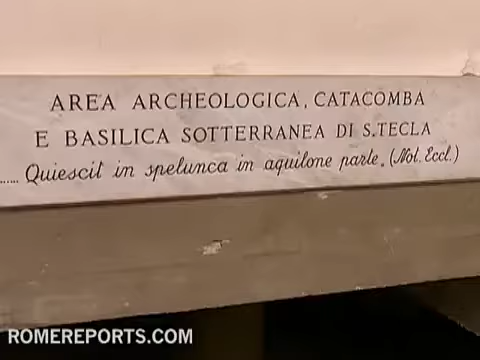 AREA ARCHEOLOGICA, CATACOMBA
E BASILICA SOTTERRANEA DI S.TECLA
...... Quiescit in spelunca in aquilone parte. (Not. Eccl.)
ROMEREPORTS.COM